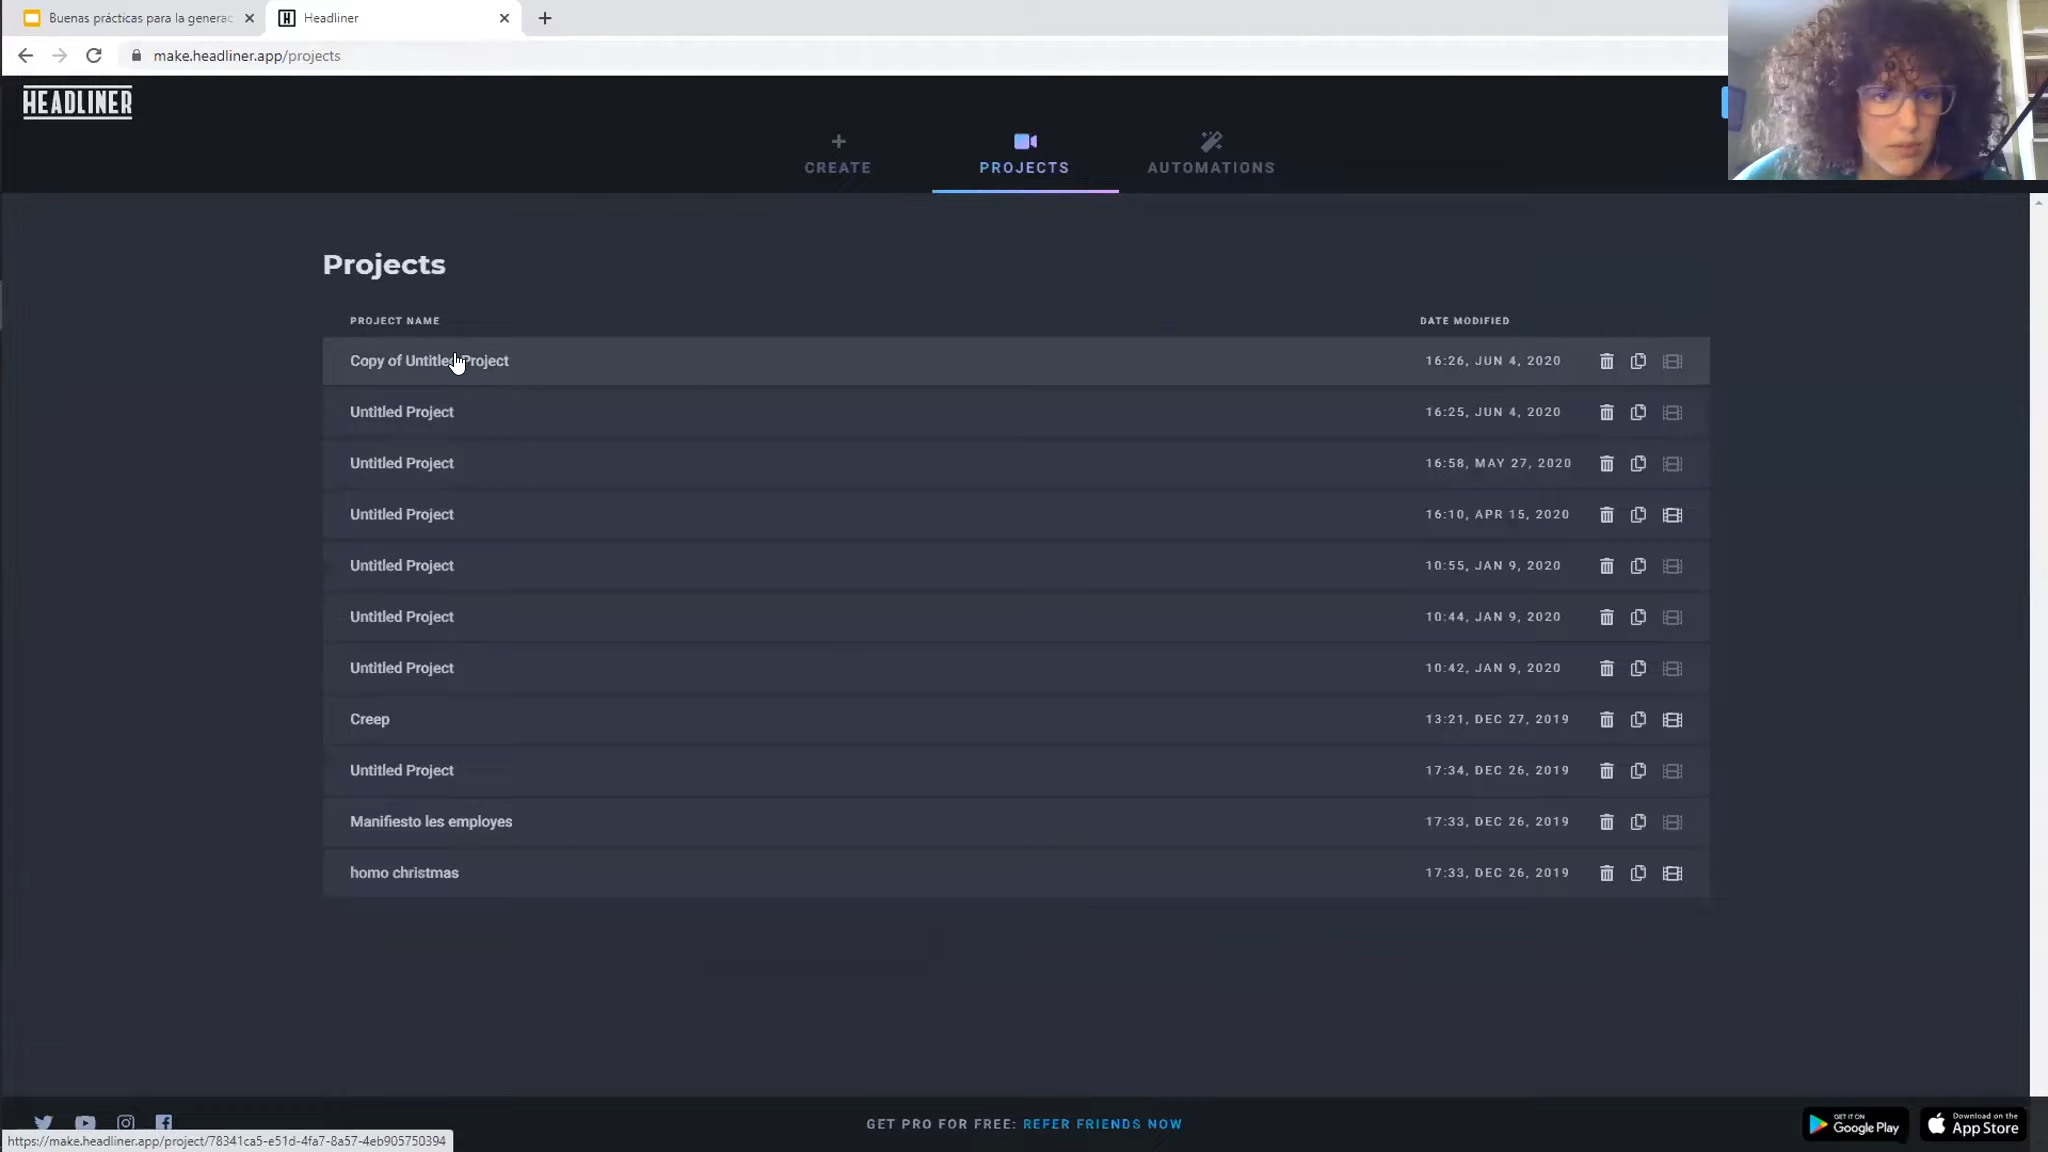 Buenas prácticas para la generac
Headliner
make.headliner.app/projects
HEADLINER
CREATE
PROJECTS
AUTOMATIONS
Projects
PROJECT NAME DATE MODIFIED
Copy of Untitled Project 16:26, JUN 4, 2020
Untitled Project 16:25, JUN 4, 2020
Untitled Project 16:58, MAY 27, 2020
Untitled Project 16:10, APR 15, 2020
Untitled Project 10:55, JAN 9, 2020
Untitled Project 10:44, JAN 9, 2020
Untitled Project 10:42, JAN 9, 2020
Creep 13:21, DEC 27, 2019
Untitled Project 17:34, DEC 26, 2019
Manifiesto les employes 17:33, DEC 26, 2019
homo christmas 17:33, DEC 26, 2019
GET PRO FOR FREE: REFER FRIENDS NOW
GET IT ON
Google Play
Download on the
App Store
https://make.headliner.app/project/78341ca5-e51d-4fa7-8a57-4eb905750394